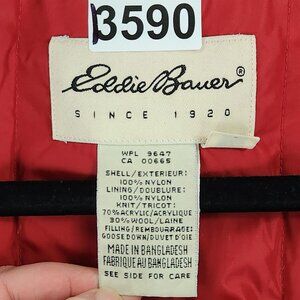 3590
Eddie Bauer®
SINCE 1920
WPL 9647
CA 00665
SHELL/EXTERIEUR:
100% NYLON
LINING/DOUBLURE:
100% NYLON
KNIT/TRICOT:
70% ACRYLIC/ACRYLIQUE
30% WOOL/LAINE
FILLING/REMBOURRAGE:
GOOSE DOWN/DUVET D'OIE
MADE IN BANGLADESH
FABRIQUE AU BANGLADESH
SEE SIDE FOR CARE